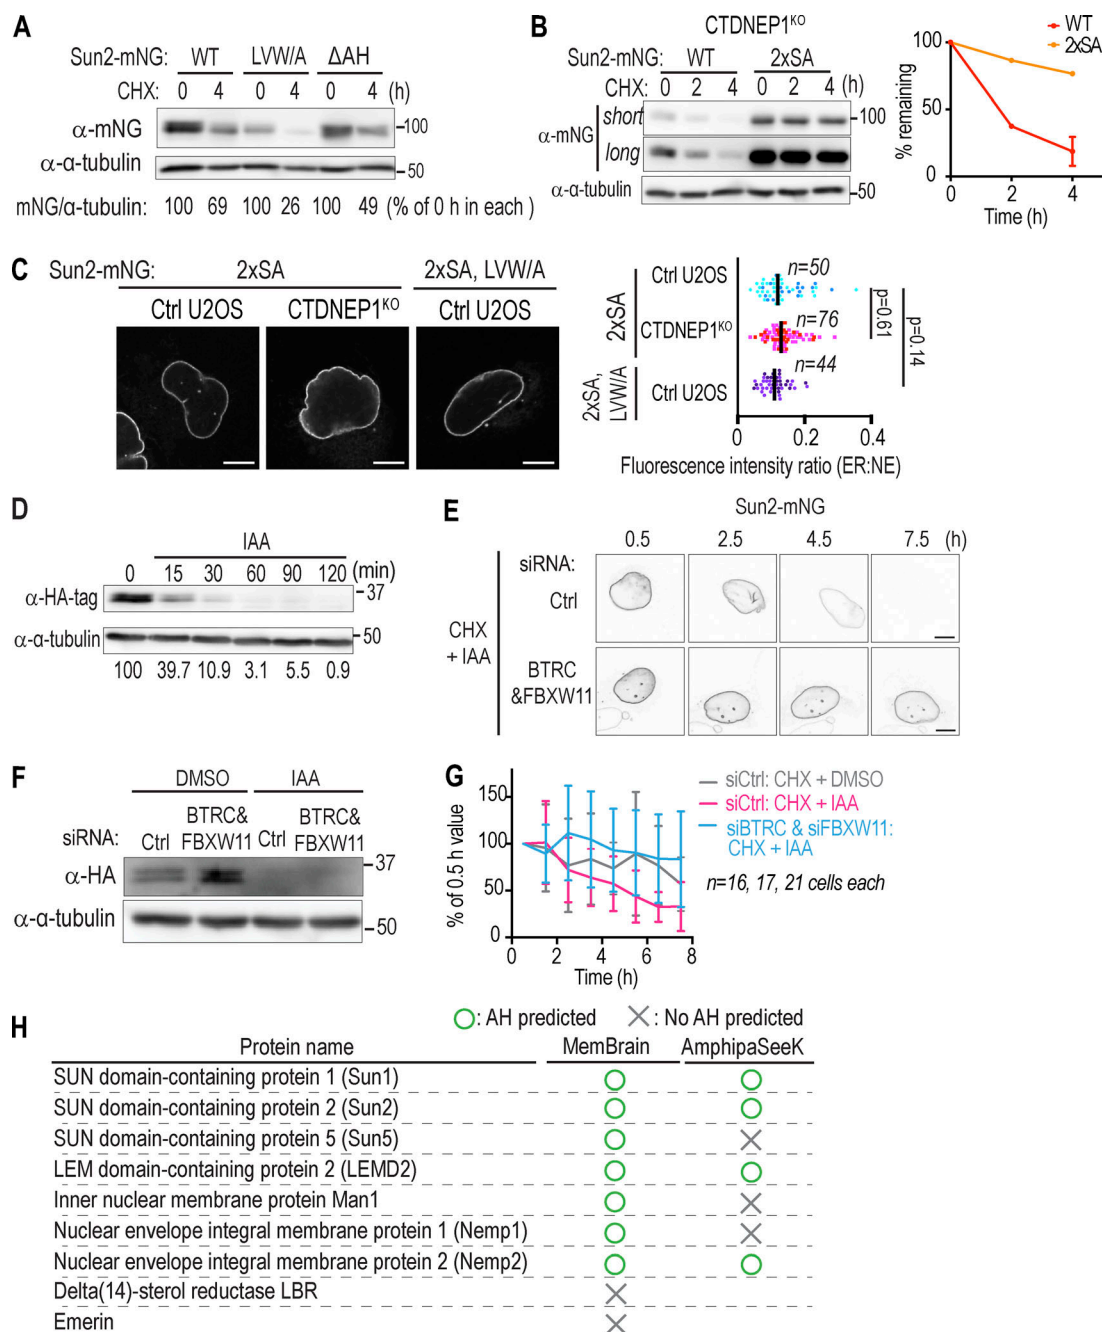 A
Sun2-mNG: WT LVW/A ΔAH
CHX: 0 4 0 4 0 4 (h)
α-mNG
-100
α-α-tubulin
50
mNG/α-tubulin: 100 69 100 26 100 49 (% of 0 h in each )
B
CTDNEP1KO
Sun2-mNG: WT 2xSA
CHX: 0 2 4 0 2 4 (h)
α-mNG
short
-100
long
α-α-tubulin
-50
WT
2xSA
% remaining
100
50
0
0 2 4
Time (h)
C
Sun2-mNG: 2xSA 2xSA, LVW/A
Ctrl U2OS CTDNEP1KO Ctrl U2OS
2xSA
Ctrl U2OS
n=50
CTDNEP1KO
n=76
2xSA, LVW/A
Ctrl U2OS
n=44
p=0.61
p=0.14
0 0.2 0.4
Fluorescence intensity ratio (ER:NE)
D
IAA
0 15 30 60 90 120 (min)
α-HA-tag
-37
α-α-tubulin
-50
100 39.7 10.9 3.1 5.5 0.9
E
Sun2-mNG
0.5 2.5 4.5 7.5 (h)
siRNA:
Ctrl
CHX
+ IAA
BTRC
&FBXW11
F
DMSO IAA
siRNA: Ctrl BTRC& FBXW11 Ctrl BTRC& FBXW11
α-HA
-37
α-α-tubulin
50
G
% of 0.5 h value
150
100
50
0
0 2 4 6 8
Time (h)
siCtrl: CHX + DMSO
siCtrl: CHX + IAA
siBTRC & siFBXW11:
CHX + IAA
n=16, 17, 21 cells each
H
: AH predicted : No AH predicted
Protein name MemBrain AmphipaSeeK
SUN domain-containing protein 1 (Sun1)
SUN domain-containing protein 2 (Sun2)
SUN domain-containing protein 5 (Sun5)
LEM domain-containing protein 2 (LEMD2)
Inner nuclear membrane protein Man1
Nuclear envelope integral membrane protein 1 (Nemp1)
Nuclear envelope integral membrane protein 2 (Nemp2)
Delta(14)-sterol reductase LBR
Emerin